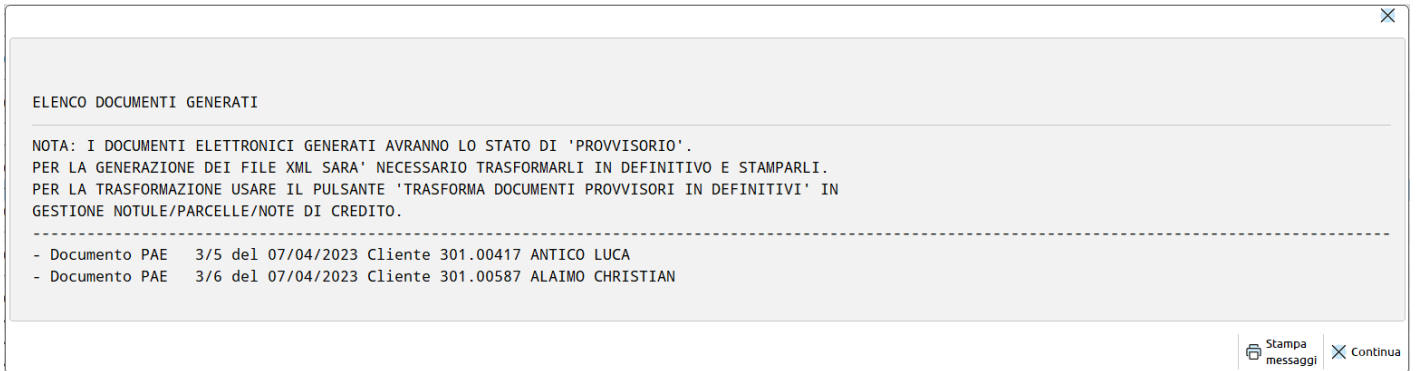 ELENCO DOCUMENTI GENERATI
NOTA: I DOCUMENTI ELETTRONICI GENERATI AVRANNO LO STATO DI 'PROVVISORIO'.
PER LA GENERAZIONE DEI FILE XML SARA' NECESSARIO TRASFORMARLI IN DEFINITIVO E STAMPARLI.
PER LA TRASFORMAZIONE USARE IL PULSANTE 'TRASFORMA DOCUMENTI PROVVISORI IN DEFINITIVI' IN
GESTIONE NOTULE/PARCELLE/NOTE DI CREDITO.
- Documento PAE   3/5 del 07/04/2023 Cliente 301.00417 ANTICO LUCA
- Documento PAE   3/6 del 07/04/2023 Cliente 301.00587 ALAIMO CHRISTIAN
Stampa
messaggi
Continua